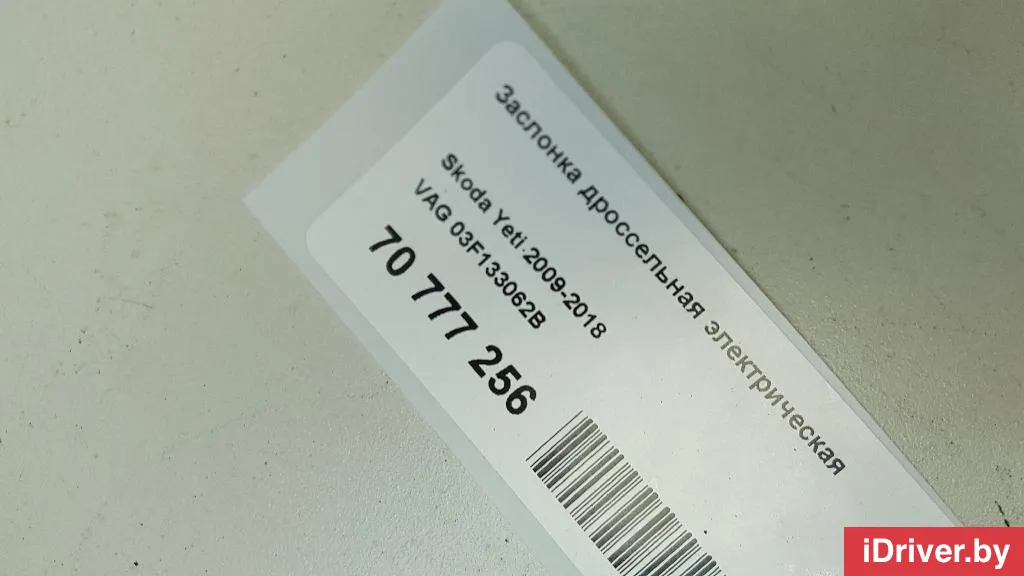 Заслонка дроссельная электрическая
Skoda Yeti 2009-2018
VAG 03F133062B
70 777 256
iDriver.by